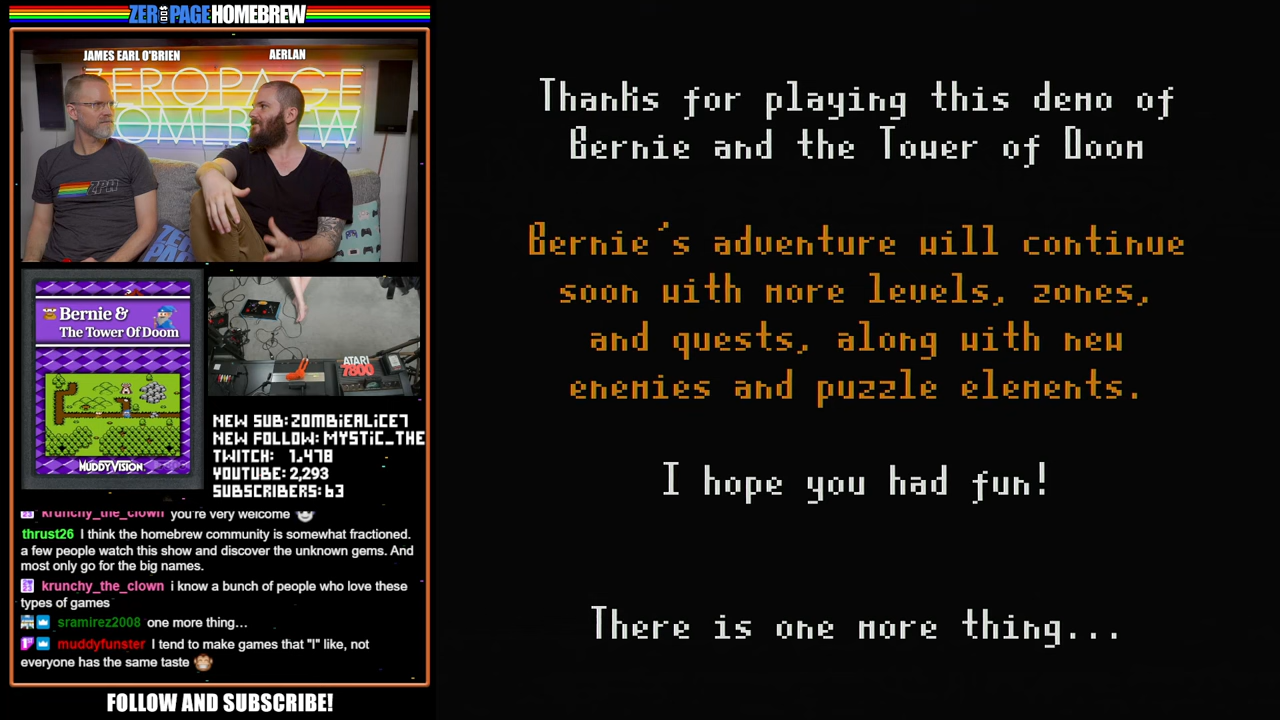 ZEROPAGE HOMEBREW
JAMES EARL O'BRIEN
AERLAN
ZEROPAGE
HOMEBREW
ZPH
Bernie &
The Tower Of Doom
MUDDYVISION
ATARI
7800
NEW SUB: ZOMBIEALICE7
NEW FOLLOW: MYSTIC_THE
TWITCH: 1,478
YOUTUBE: 2,293
SUBSCRIBERS: 63
krunchy_the_clown you're very welcome
thrust26 I think the homebrew community is somewhat fractioned.
a few people watch this show and discover the unknown gems. And
most only go for the big names.
krunchy_the_clown i know a bunch of people who love these
types of games
sramirez2008 one more thing…
muddyfunster I tend to make games that "I" like, not
everyone has the same taste
FOLLOW AND SUBSCRIBE!
Thanks for playing this demo of
Bernie and the Tower of Doom
Bernie's adventure will continue
soon with more levels, zones,
and quests, along with new
enemies and puzzle elements.
I hope you had fun!
There is one more thing...